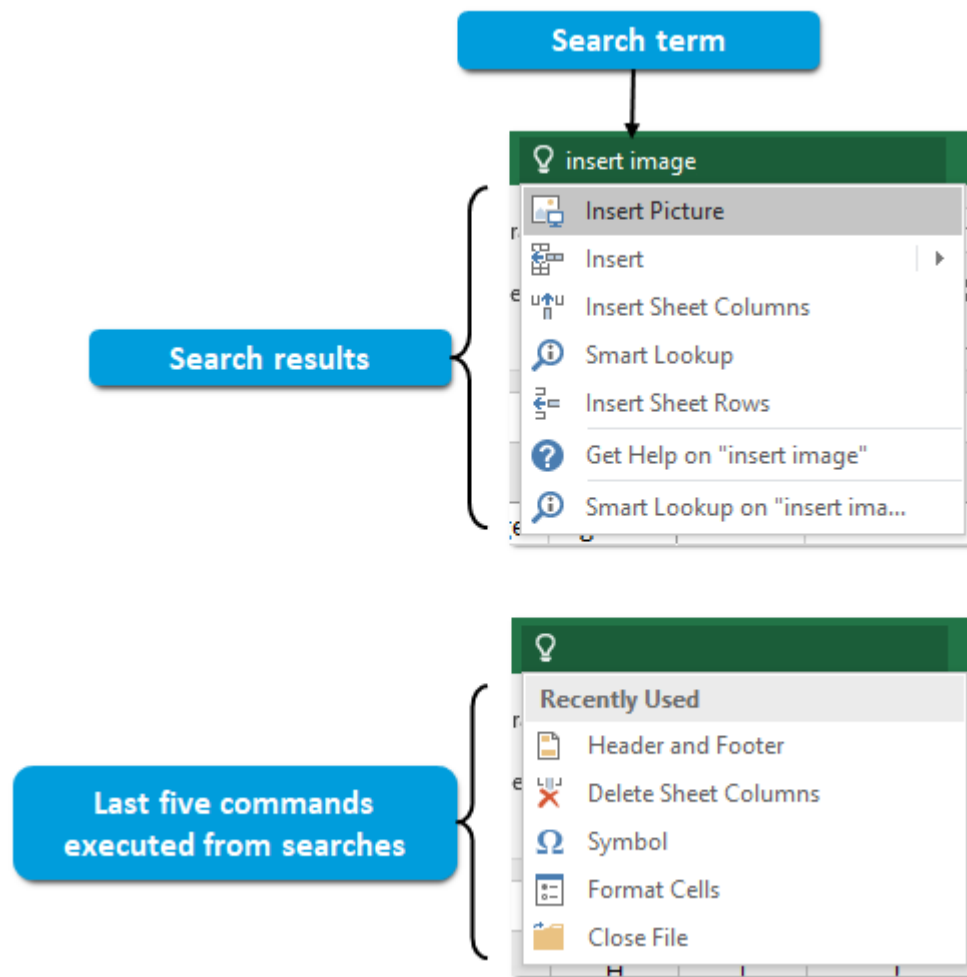 Search term
insert image
Insert Picture
Insert
Insert Sheet Columns
Search results
Smart Lookup
Insert Sheet Rows
Get Help on "insert image"
Smart Lookup on "insert ima...
Recently Used
Header and Footer
Delete Sheet Columns
Last five commands
executed from searches
Symbol
Format Cells
Close File